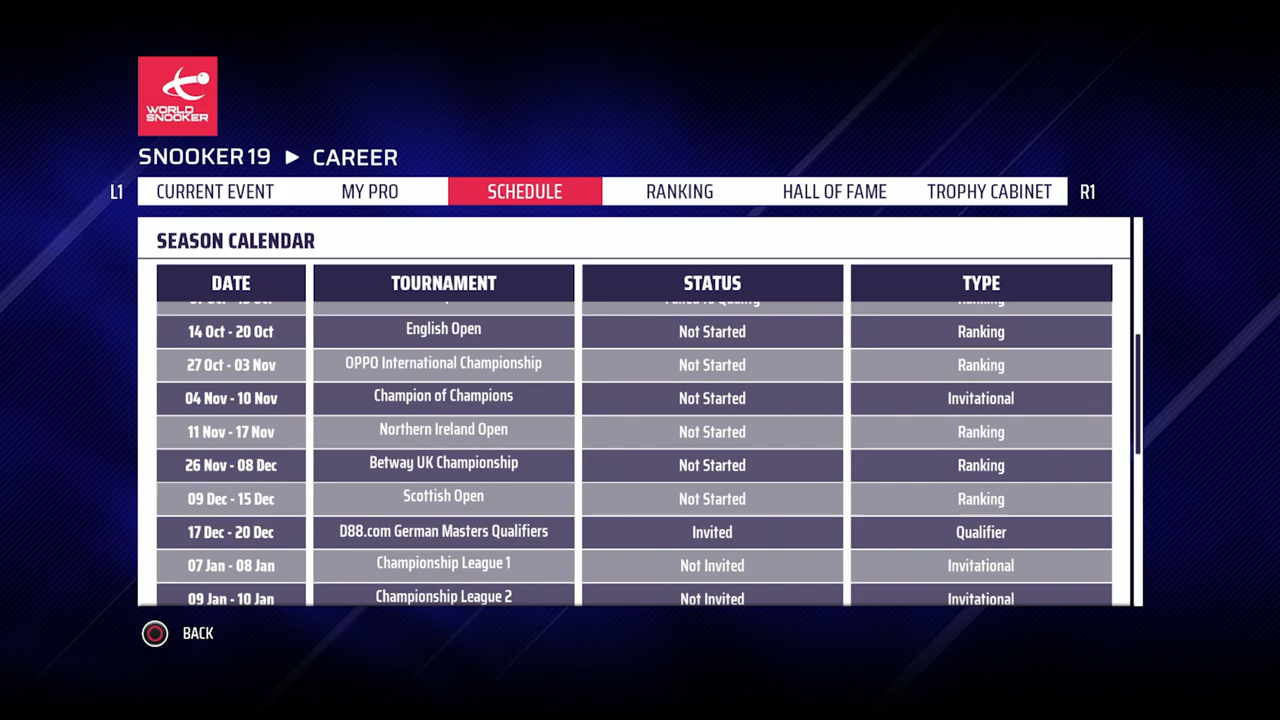 WORLD
SNOOKER
SNOOKER 19 ▶ CAREER
L1 CURRENT EVENT MY PRO SCHEDULE RANKING HALL OF FAME TROPHY CABINET R1
SEASON CALENDAR
DATE TOURNAMENT STATUS TYPE
Failed to Qualify Ranking
14 Oct - 20 Oct English Open Not Started Ranking
27 Oct - 03 Nov OPPO International Championship Not Started Ranking
04 Nov - 10 Nov Champion of Champions Not Started Invitational
11 Nov - 17 Nov Northern Ireland Open Not Started Ranking
26 Nov - 08 Dec Betway UK Championship Not Started Ranking
09 Dec - 15 Dec Scottish Open Not Started Ranking
17 Dec - 20 Dec D88.com German Masters Qualifiers Invited Qualifier
07 Jan - 08 Jan Championship League 1 Not Invited Invitational
09 Jan - 10 Jan Championship League 2 Not Invited Invitational
BACK